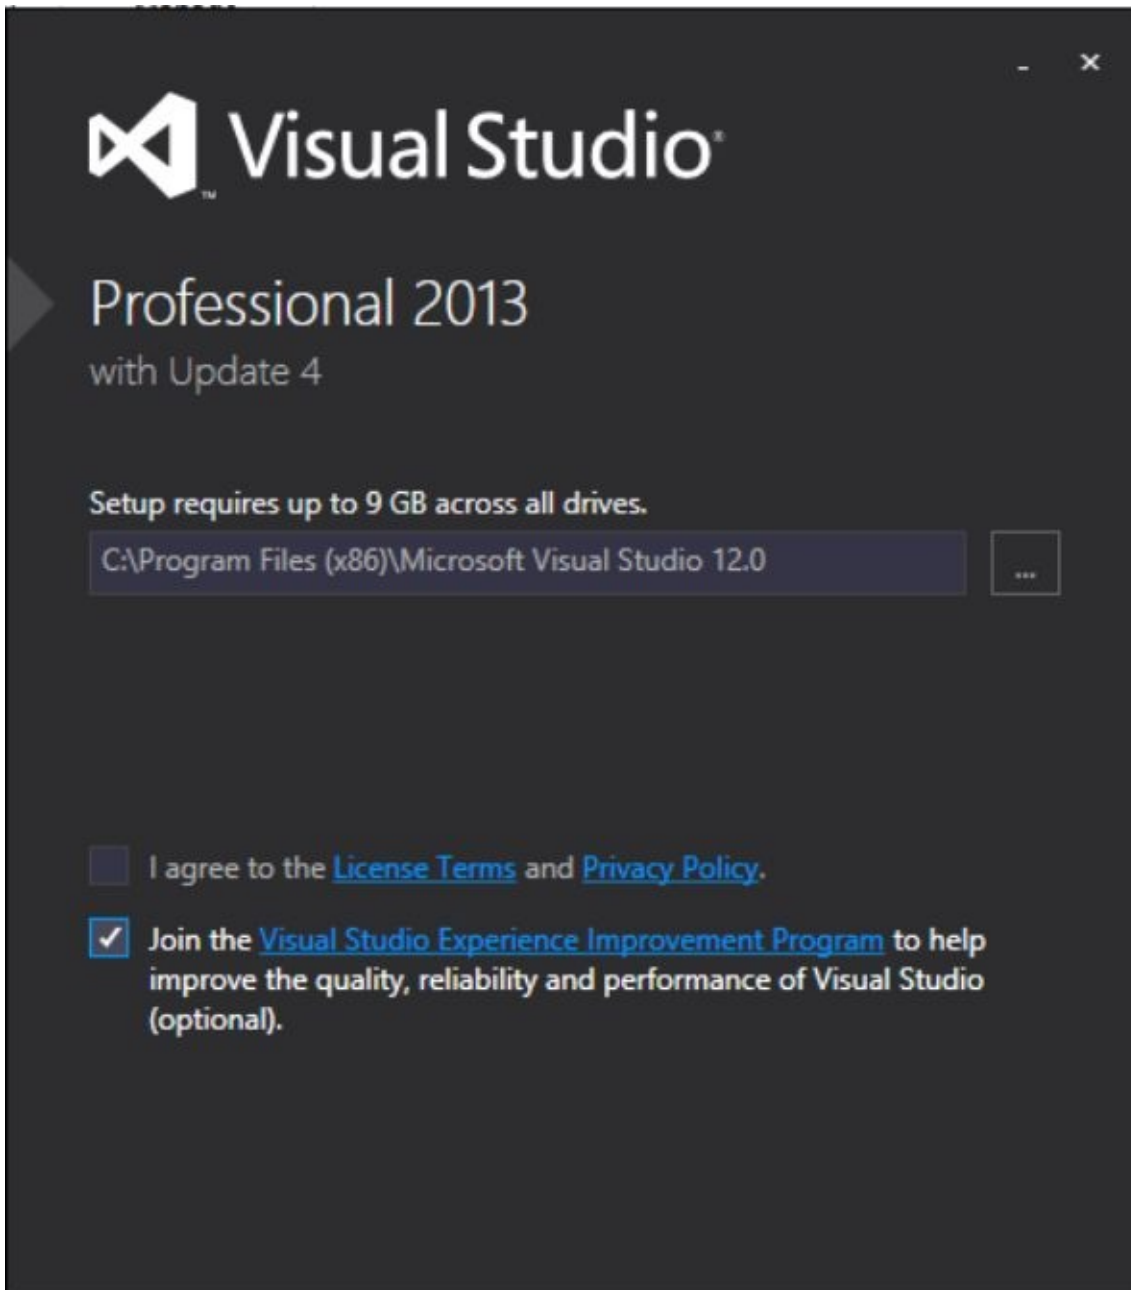 Visual Studio®
™
Professional 2013
with Update 4
Setup requires up to 9 GB across all drives.
C:\Program Files (x86)\Microsoft Visual Studio 12.0
...
I agree to the License Terms and Privacy Policy.
Join the Visual Studio Experience Improvement Program to help
improve the quality, reliability and performance of Visual Studio
(optional).